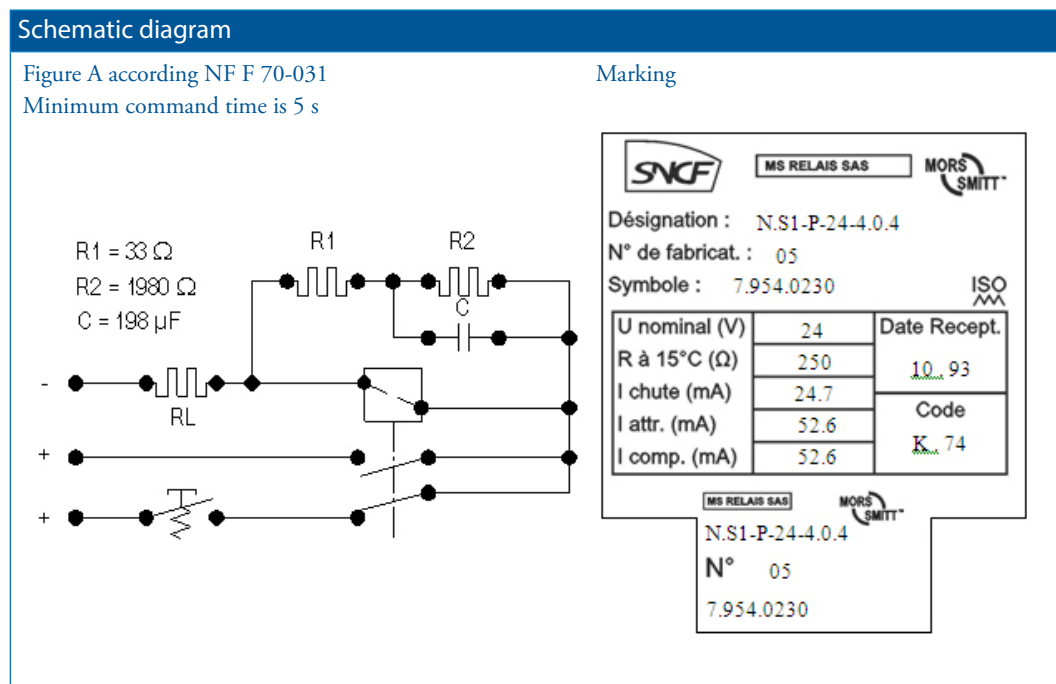 Schematic diagram
Figure A according NF F 70-031
Minimum command time is 5 s
R1 = 33 Ω
R2 = 1980 Ω
C = 198 µF
R1
R2
C
-
RL
+
+
Marking
SNCF
MS RELAIS SAS
MORS SMITT™
Désignation : N.S1-P-24-4.0.4
N° de fabricat. : 05
Symbole : 7.954.0230
ISO
U nominal (V) 24 Date Recept.
R à 15°C (Ω) 250 10.. 93
I chute (mA) 24.7
I attr. (mA) 52.6 Code
I comp. (mA) 52.6 K.. 74
MS RELAIS SAS
MORS SMITT™
N.S1-P-24-4.0.4
N° 05
7.954.0230